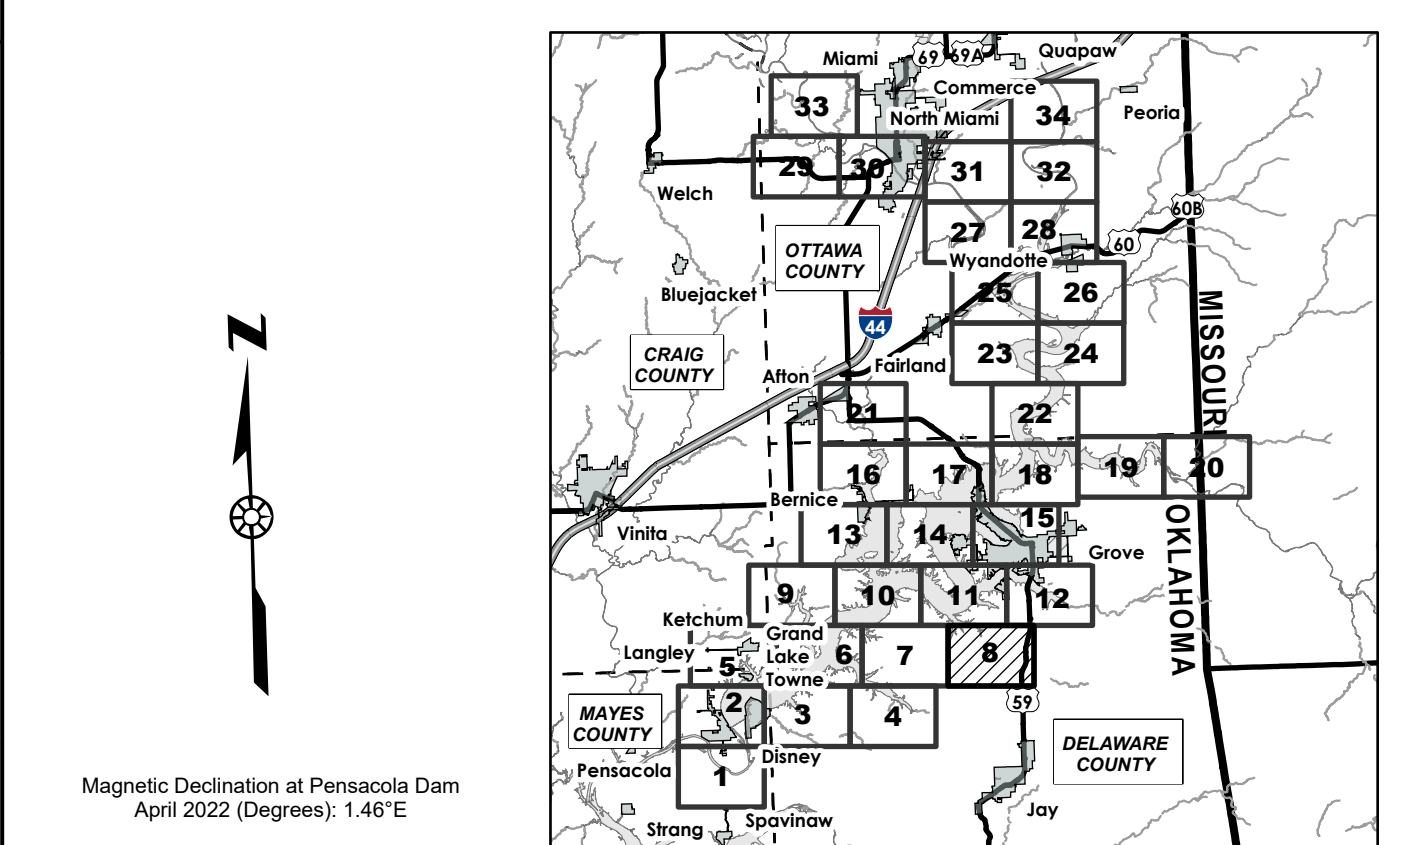 Miami
69
69A
Quapaw
Commerce
33
North Miami
34
Peoria
29
30
31
32
Welch
60B
27
28
60
OTTAWA
COUNTY
Wyandotte
Bluejacket
25
26
MISSOURI
N
44
CRAIG
COUNTY
23
24
Fairland
Afton
21
22
16
17
18
19
20
Bernice
Vinita
13
14
15
Grove
OKLAHOMA
9
10
11
12
Ketchum
Grand
Lake
Towne
Langley
5
6
7
8
59
MAYES
COUNTY
2
3
4
DELAWARE
COUNTY
Disney
Pensacola
1
Magnetic Declination at Pensacola Dam
April 2022 (Degrees): 1.46°E
Jay
Strang
Spavinaw